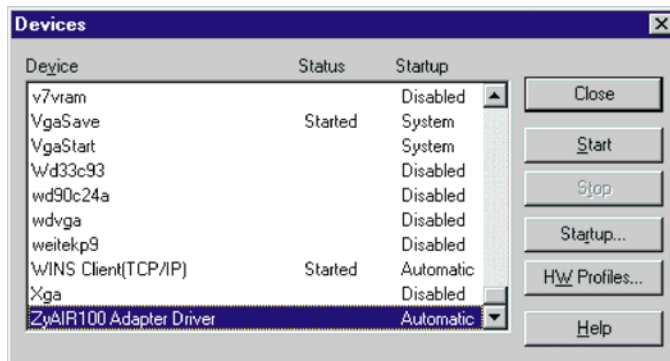 Devices
Device Status Startup
v7vram Disabled
VgaSave Started System
VgaStart System
Wd33c93 Disabled
wd90c24a Disabled
wdvga Disabled
weitekp9 Disabled
WINS Client(TCP/IP) Started Automatic
Xga Disabled
ZyAIR100 Adapter Driver Automatic
Close
Start
Stop
Startup...
HW Profiles...
Help